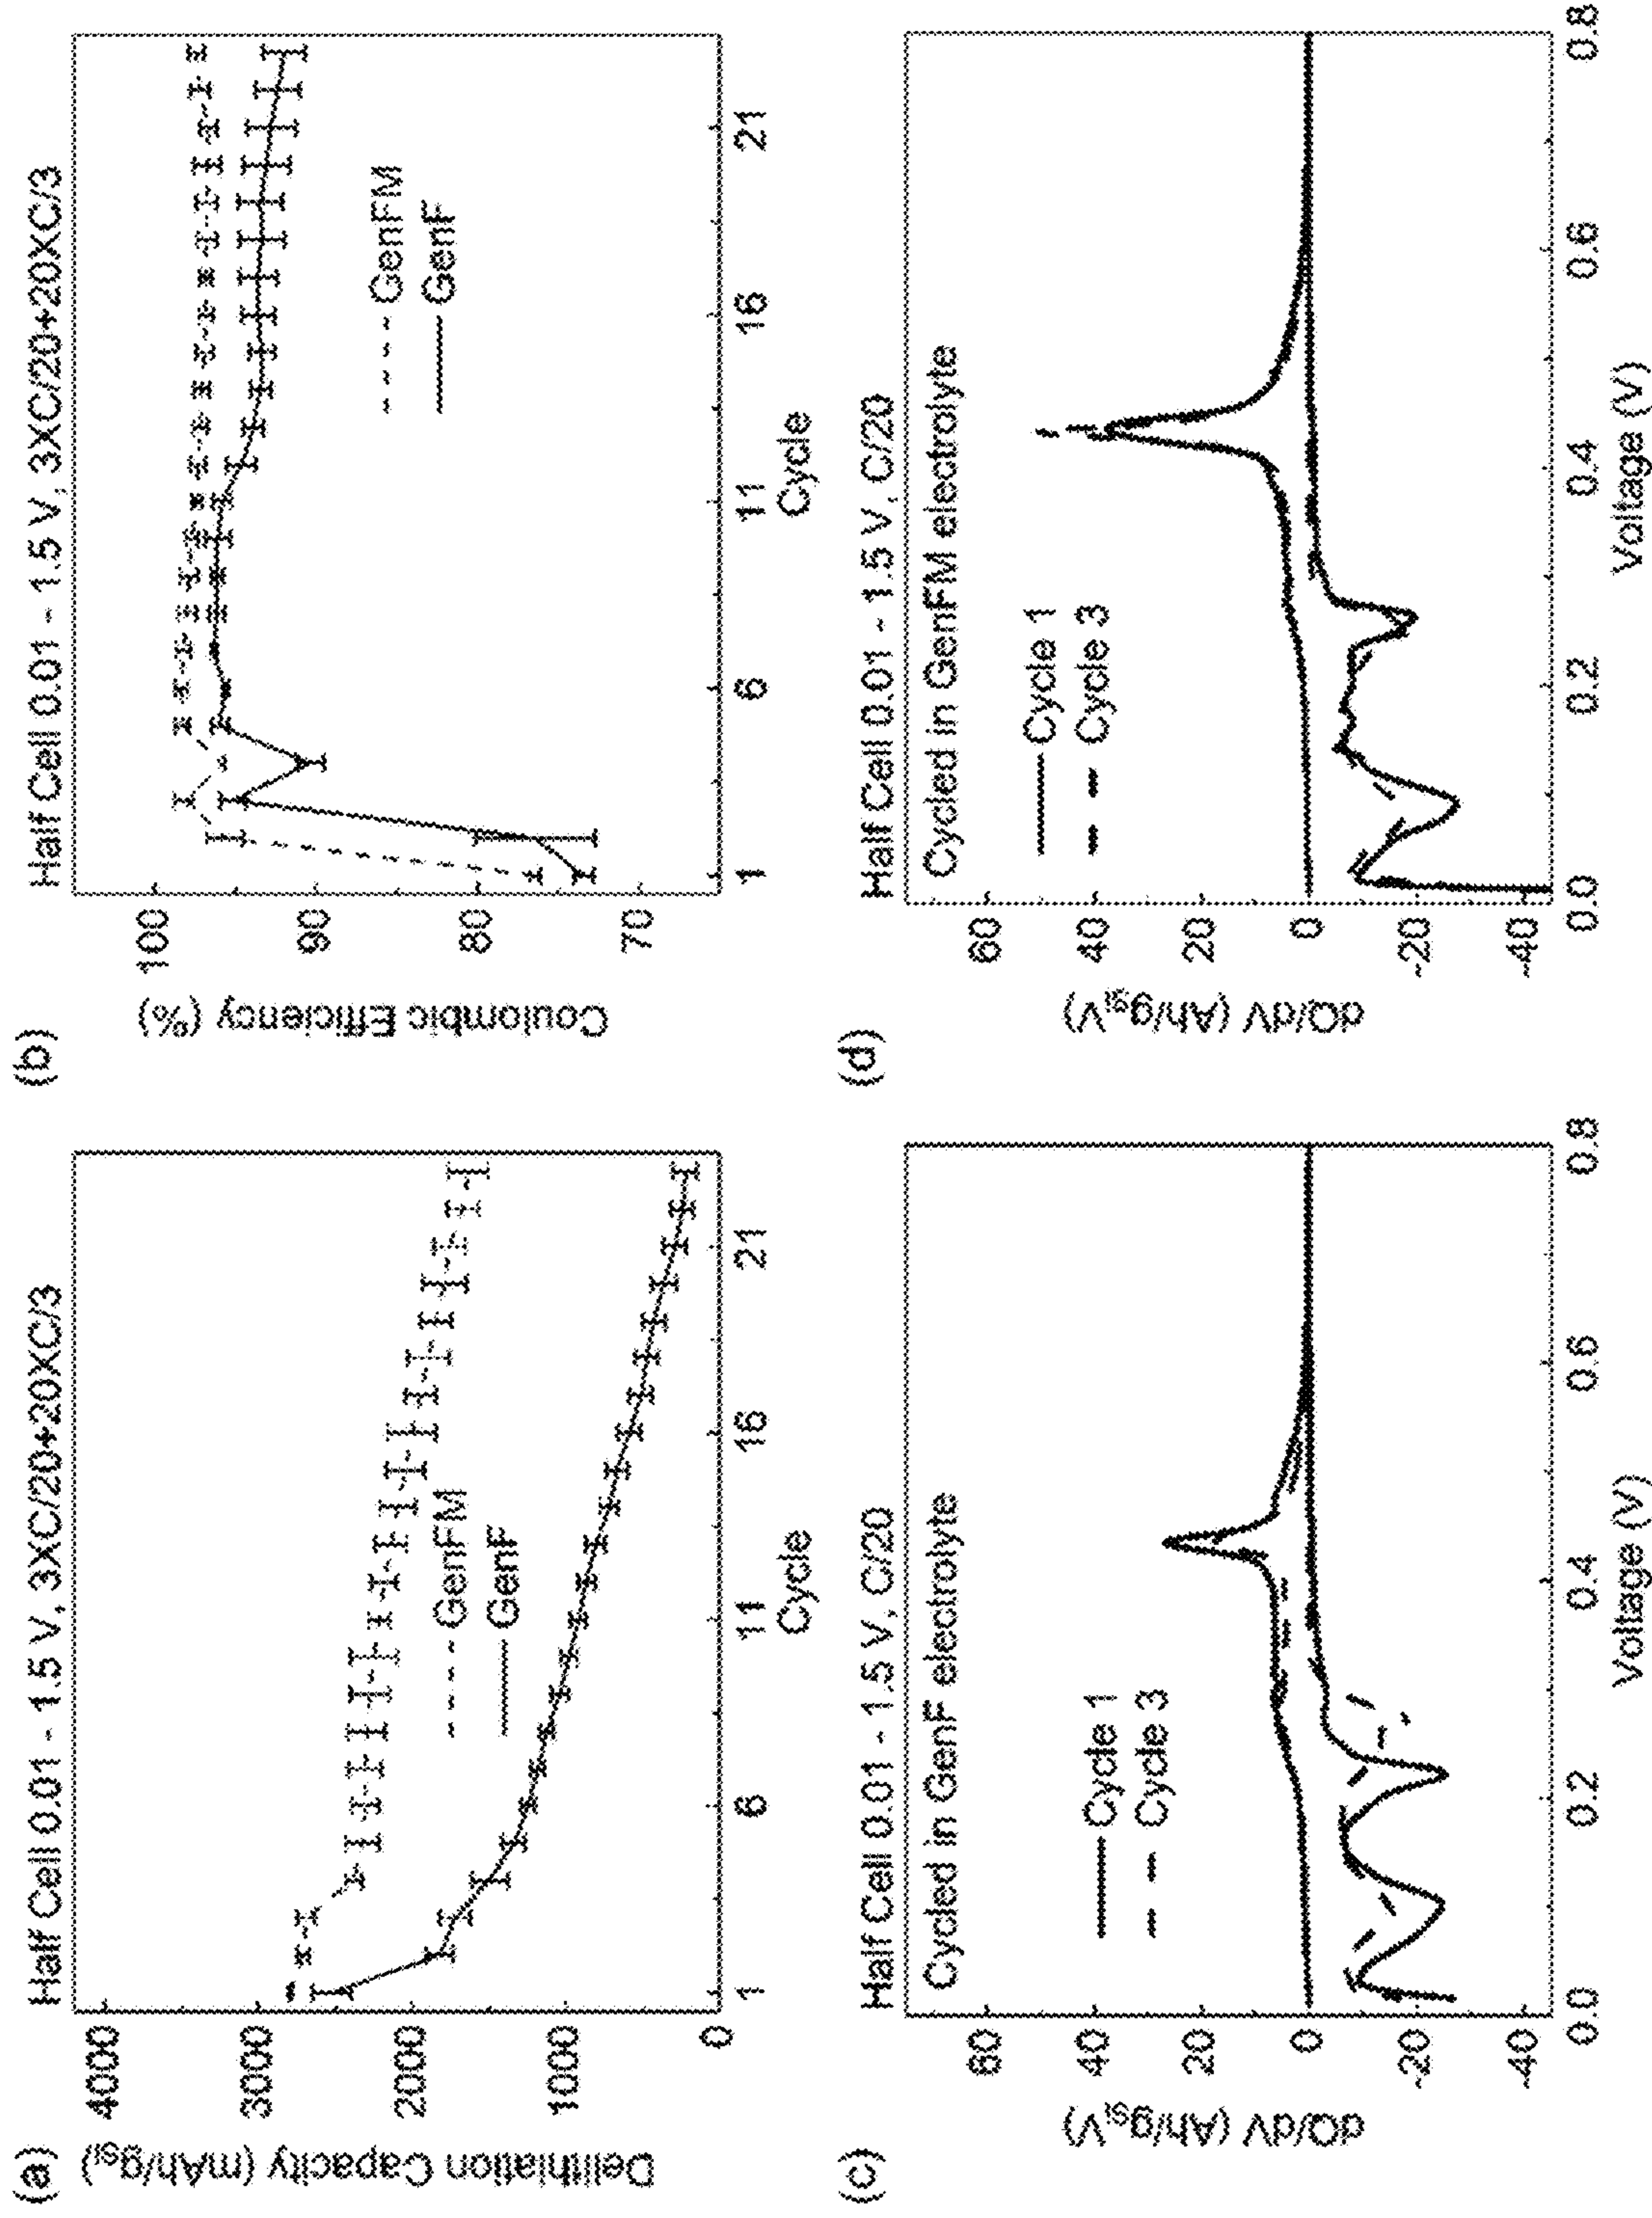 (a)
Half Cell 0.01 - 1.5 V, 3XC/20+20XC/3
Delithiation Capacity (mAh/gSi)
4000
3000
2000
1000
0
GenFM
GenF
1 6 11 16 21
Cycle
(b)
Half Cell 0.01 - 1.5 V, 3XC/20+20XC/3
Coulombic Efficiency (%)
100
90
80
70
GenFM
GenF
1 6 11 16 21
Cycle
(c)
Half Cell 0.01 - 1.5 V, C/20
Cycled in GenF electrolyte
dQ/dV (Ah/gSiV)
60
40
20
0
-20
-40
Cycle 1
Cycle 3
0.0 0.2 0.4 0.6 0.8
Voltage (V)
(d)
Half Cell 0.01 - 1.5 V, C/20
Cycled in GenFM electrolyte
dQ/dV (Ah/gSiV)
60
40
20
0
-20
-40
Cycle 1
Cycle 3
0.0 0.2 0.4 0.6 0.8
Voltage (V)